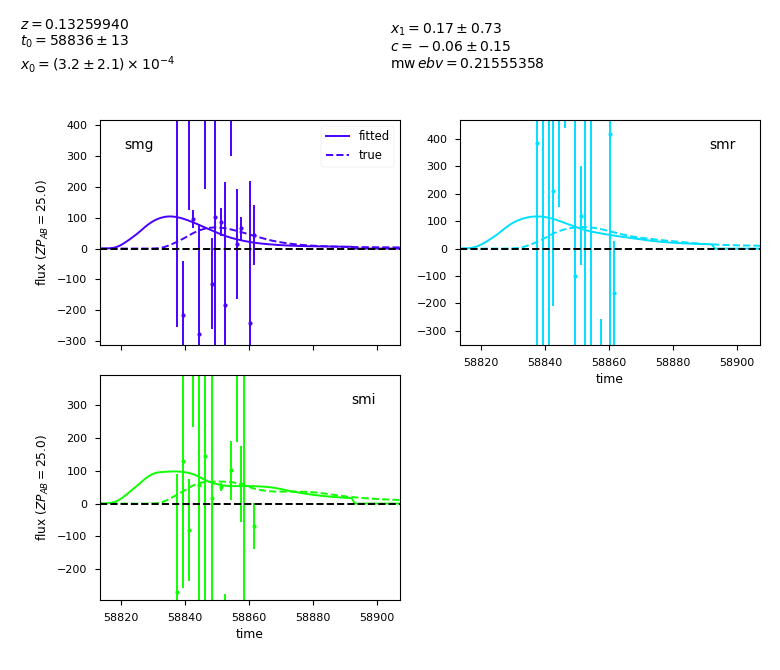 z = 0.13259940
t₀ = 58836 ± 13
x₀ = (3.2 ± 2.1) × 10⁻⁴
x₁ = 0.17 ± 0.73
c = −0.06 ± 0.15
mw ebv = 0.21555358
400
300
200
100
0
−100
−200
−300
flux (ZP_AB = 25.0)
smg
fitted
true
400
300
200
100
0
−100
−200
−300
smr
58820 58840 58860 58880 58900
time
300
200
100
0
−100
−200
flux (ZP_AB = 25.0)
smi
58820 58840 58860 58880 58900
time